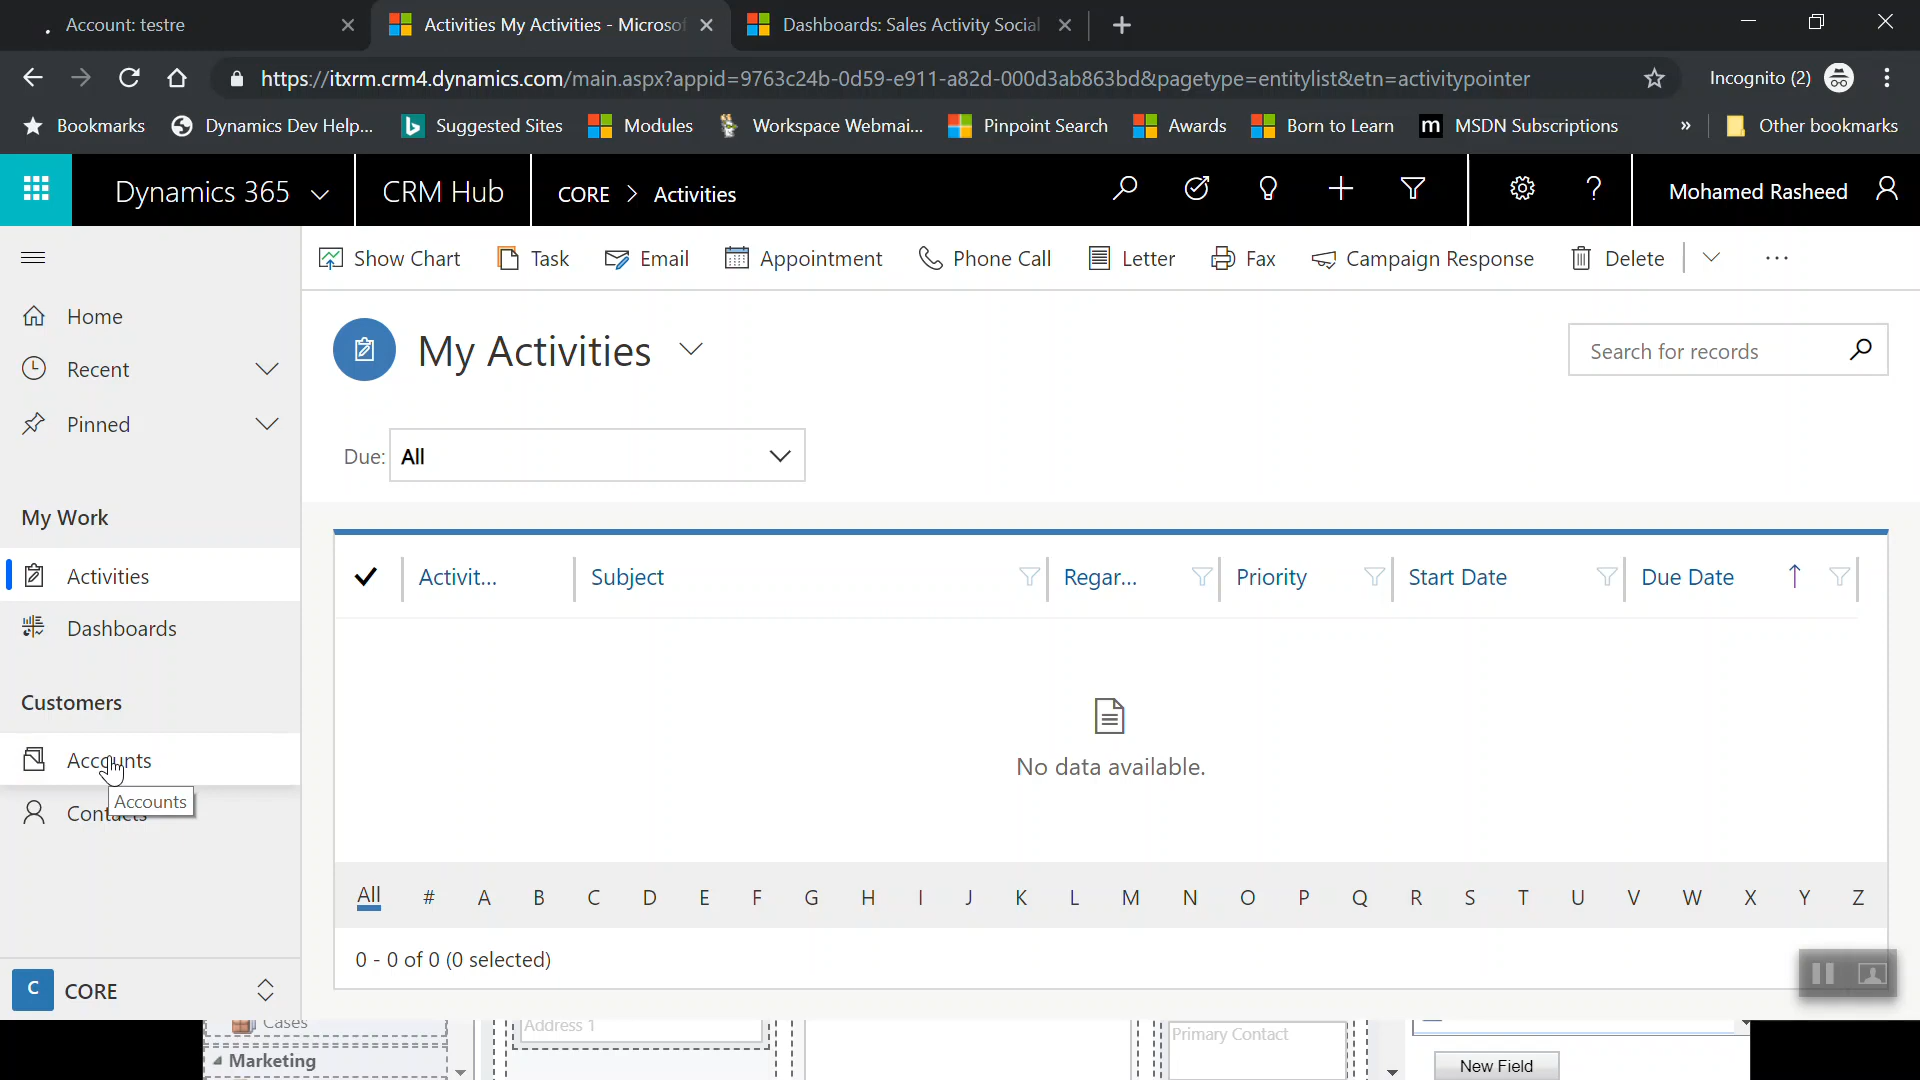 Account: testre
Activities My Activities - Microsof
Dashboards: Sales Activity Social
https://itxrm.crm4.dynamics.com/main.aspx?appid=9763c24b-0d59-e911-a82d-000d3ab863bd&pagetype=entitylist&etn=activitypointer
Incognito (2)
Bookmarks
Dynamics Dev Help...
Suggested Sites
Modules
Workspace Webmai...
Pinpoint Search
Awards
Born to Learn
m MSDN Subscriptions
»
Other bookmarks
Dynamics 365
CRM Hub
CORE > Activities
Mohamed Rasheed
Show Chart
Task
Email
Appointment
Phone Call
Letter
Fax
Campaign Response
Delete
Home
Recent
Pinned
My Work
Activities
Dashboards
Customers
Accounts
Accounts
Contacts
C CORE
My Activities
Search for records
Due: All
Activit...
Subject
Regar...
Priority
Start Date
Due Date
No data available.
All # A B C D E F G H I J K L M N O P Q R S T U V W X Y Z
0 - 0 of 0 (0 selected)
Cases
Marketing
Address 1
Primary Contact
New Field